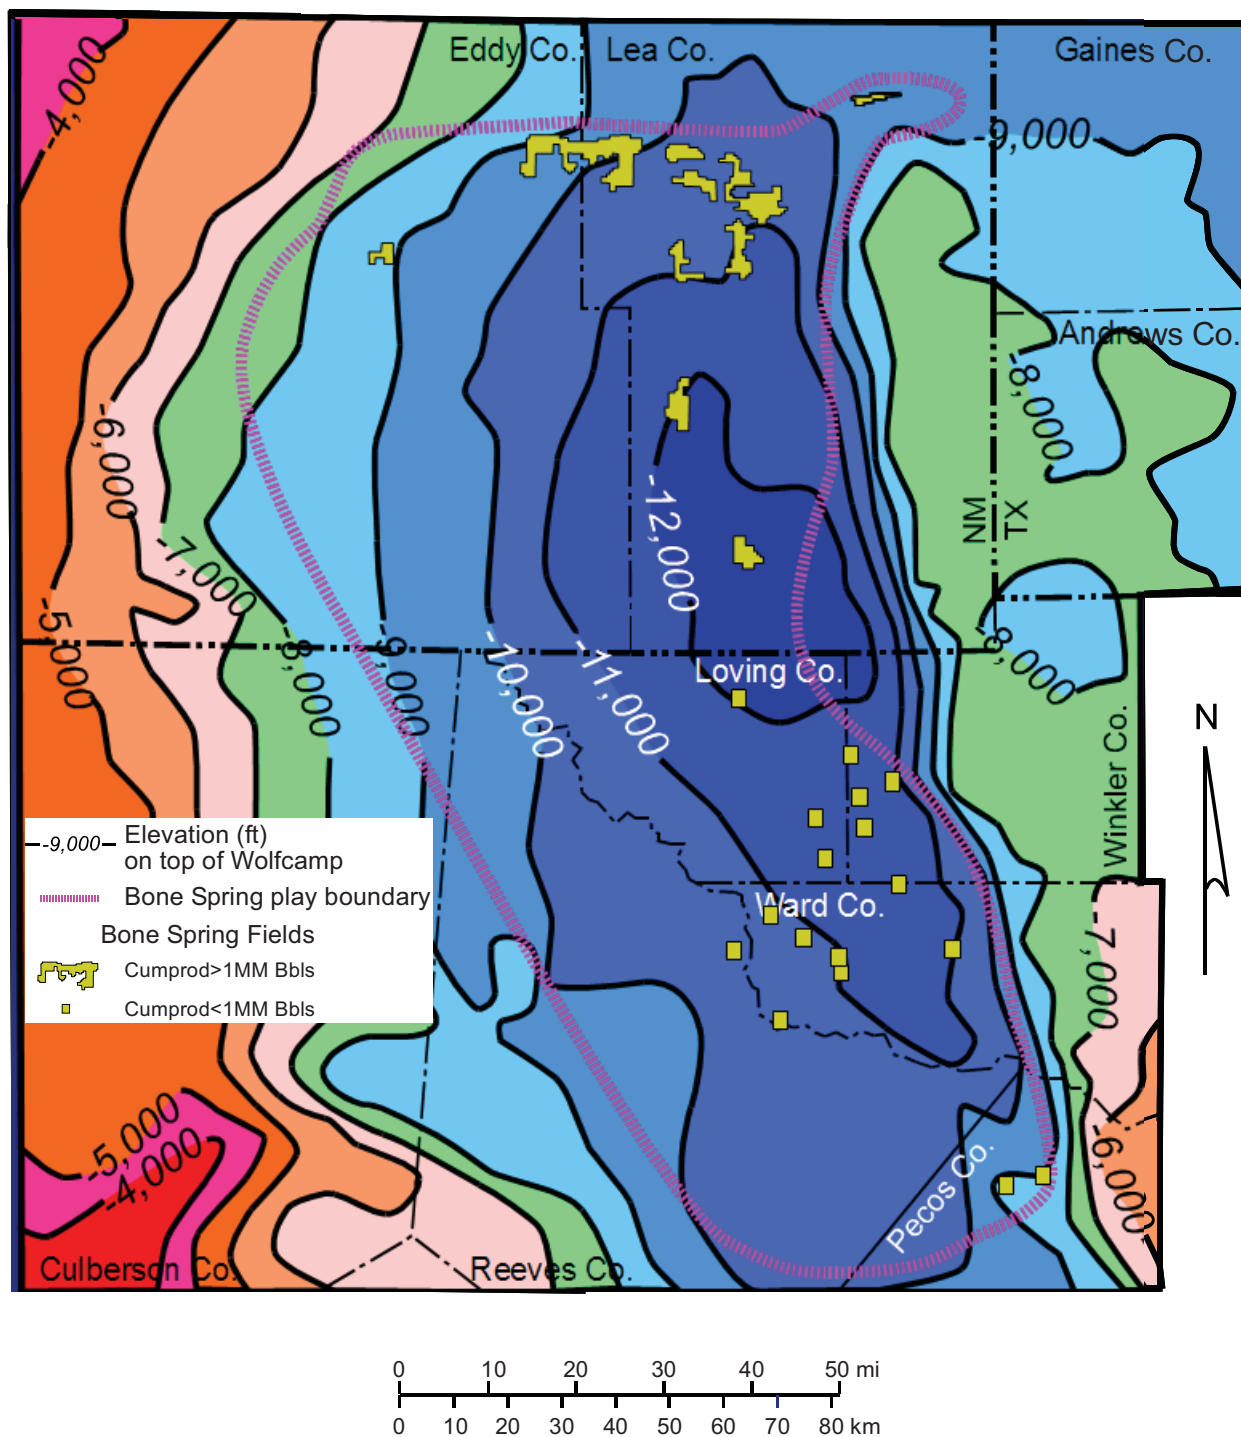 Eddy Co.
Lea Co.
Gaines Co.
-4,000
-9,000
Andrews Co.
-8,000
-6,000
-12,000
NM
TX
-7,000
-5,000
-8,000
-9,000
-10,000
-11,000
-8,000
Loving Co.
N
Winkler Co.
-9,000- Elevation (ft)
on top of Wolfcamp
Bone Spring play boundary
Bone Spring Fields
Cumprod>1MM Bbls
Cumprod<1MM Bbls
Ward Co.
-7,000
-5,000
-4,000
-6,000
Pecos Co.
Culberson Co.
Reeves Co.
0 10 20 30 40 50 mi
0 10 20 30 40 50 60 70 80 km